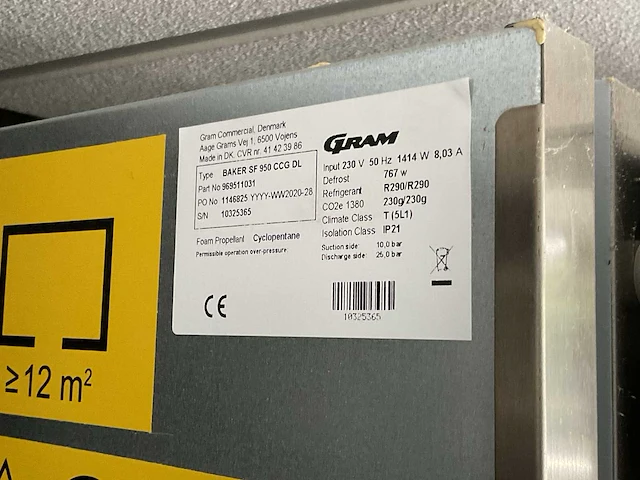 Gram Commercial, Denmark
Aage Grams Vej 1, 6500 Vojens
Made in DK. CVR nr. 41 42 39 86
Type BAKER SF 950 CCG DL
Part No 969511031
PO No 1146825 YYYY-WW2020-28
S/N 10325365
Foam Propellant Cyclopentane
Permissible operation over-pressure:
CE
GRAM
Input 230 V 50 Hz 1414 W 8,03 A
Defrost 767 w
Refrigerant R290/R290
CO2e 1380 230g/230g
Climate Class T (5L1)
Isolation Class IP21
Suction side: 10,0 bar
Discharge side: 25,0 bar
10325365
≥12 m²